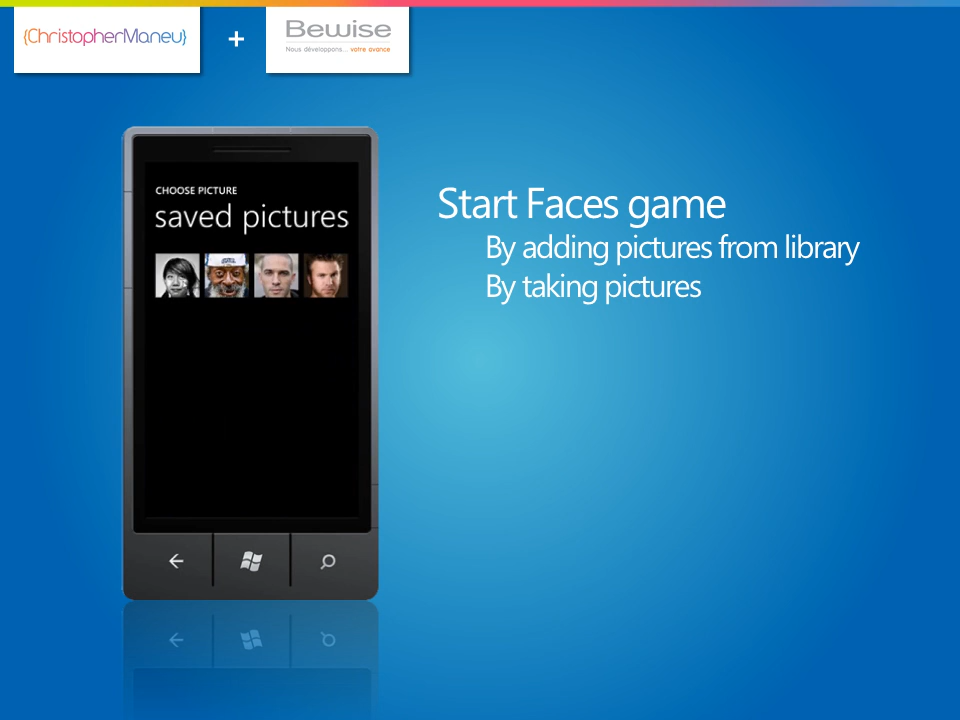 {ChristopherManeu}
+
Bewise
Nous développons... votre avance
CHOOSE PICTURE
saved pictures
Start Faces game
By adding pictures from library
By taking pictures